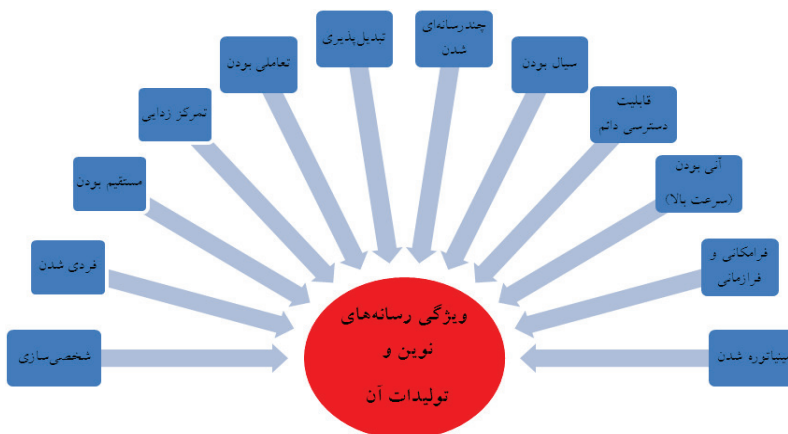 چندرسانه‌ای
شدن
تبدیل‌پذیری
سیال بودن
تعاملی بودن
قابلیت
دسترسی دائم
تمرکز زدایی
آنی بودن
(سرعت بالا)
مستقیم بودن
فرامکانی و
فرازمانی
فردی شدن
مینیاتوره شدن
شخصی‌سازی
ویژگی رسانه‌های
نوین و
تولیدات آن